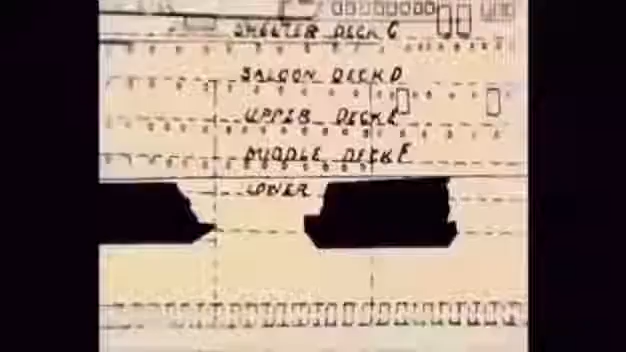 SHELTER DECK C
SALOON DECK D
UPPER DECK E
MIDDLE DECK F
LOWER